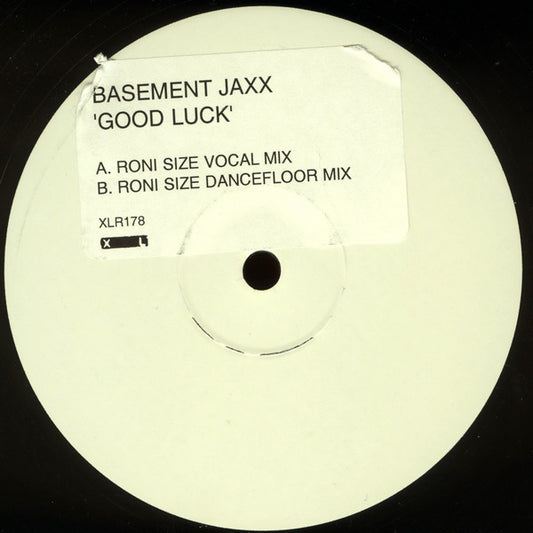 BASEMENT JAXX
'GOOD LUCK'
A. RONI SIZE VOCAL MIX
B. RONI SIZE DANCEFLOOR MIX
XLR178
X L